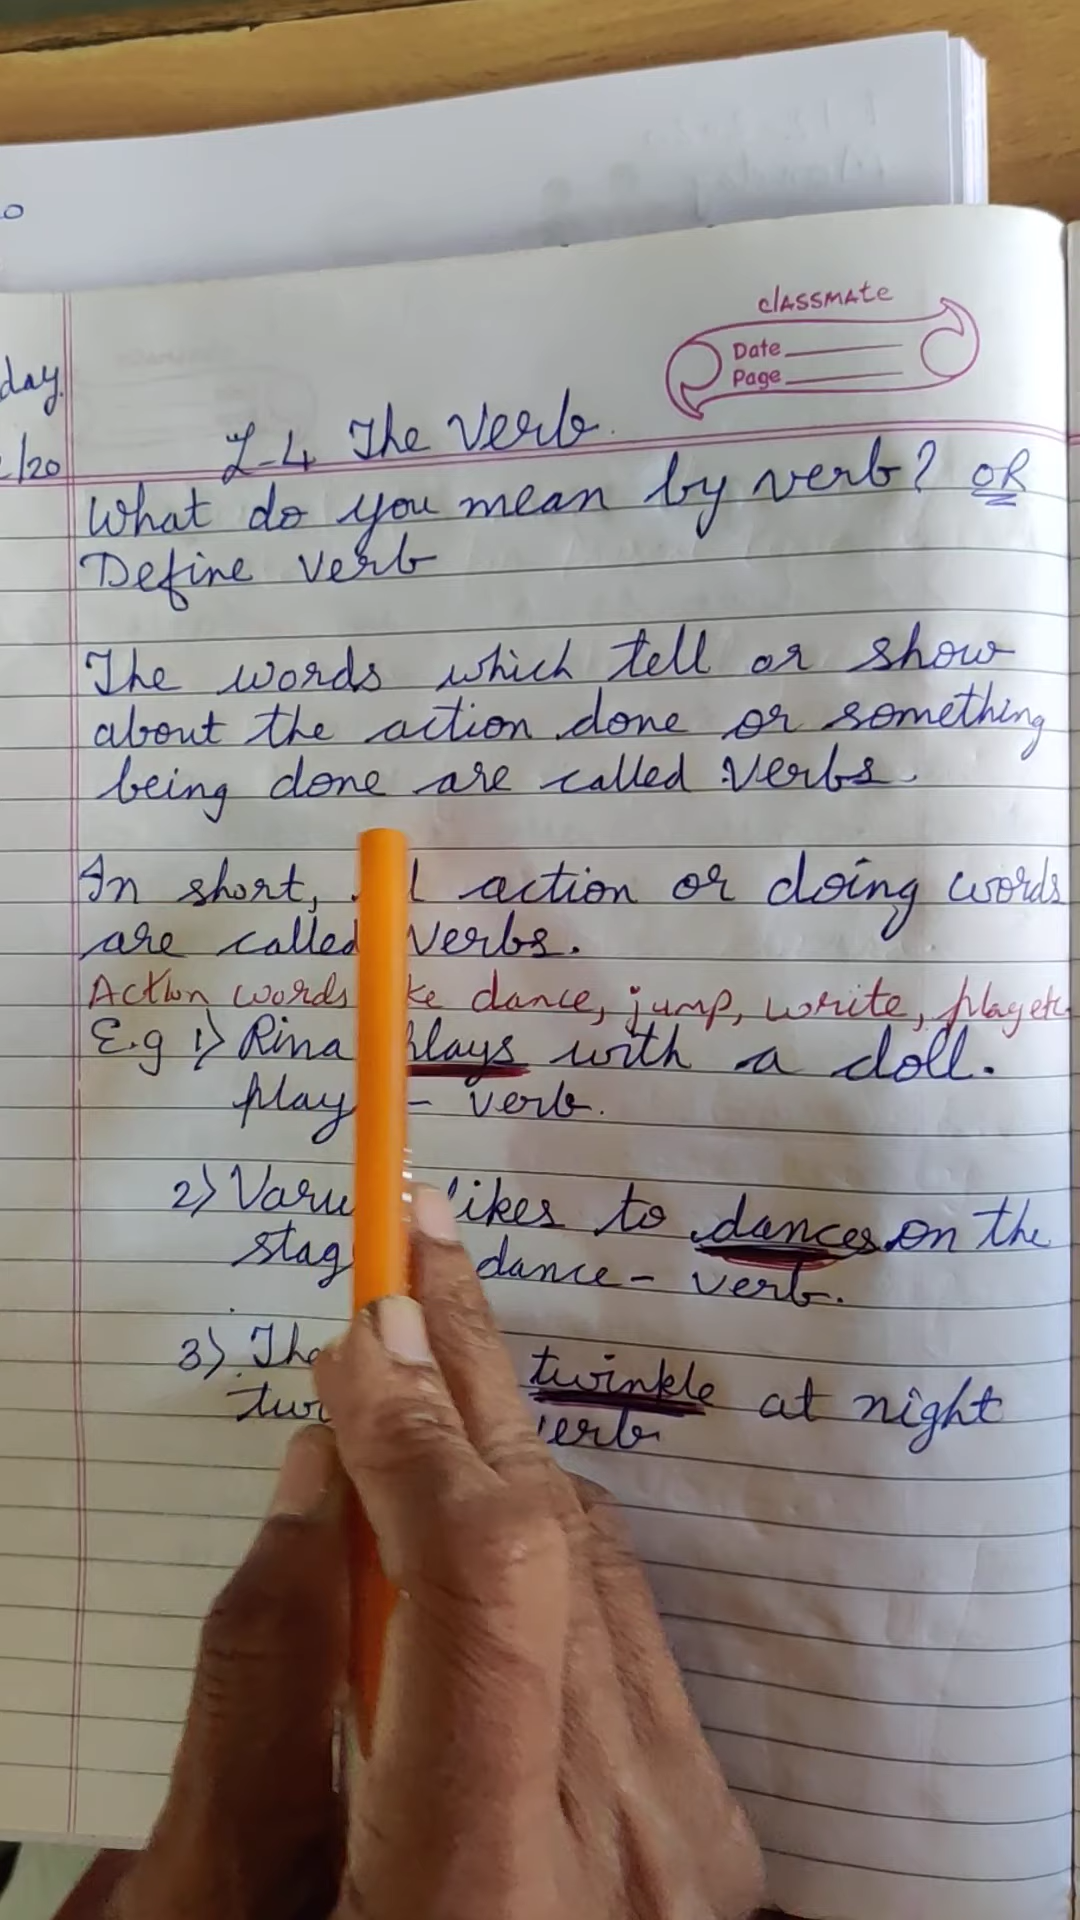 classmate
Date
Page
day
/20
L-4 The Verb.
What do you mean by verb? OR
Define Verb
The words which tell or show
about the action done or something
being done are called Verbs.
In short, action or doing words
are called Verbs.
Action words dance, jump, write, play etc
E.g 1) Rina plays with a doll.
play - verb.
2) likes to dances on the
dance - verb.
3) twinkle at night